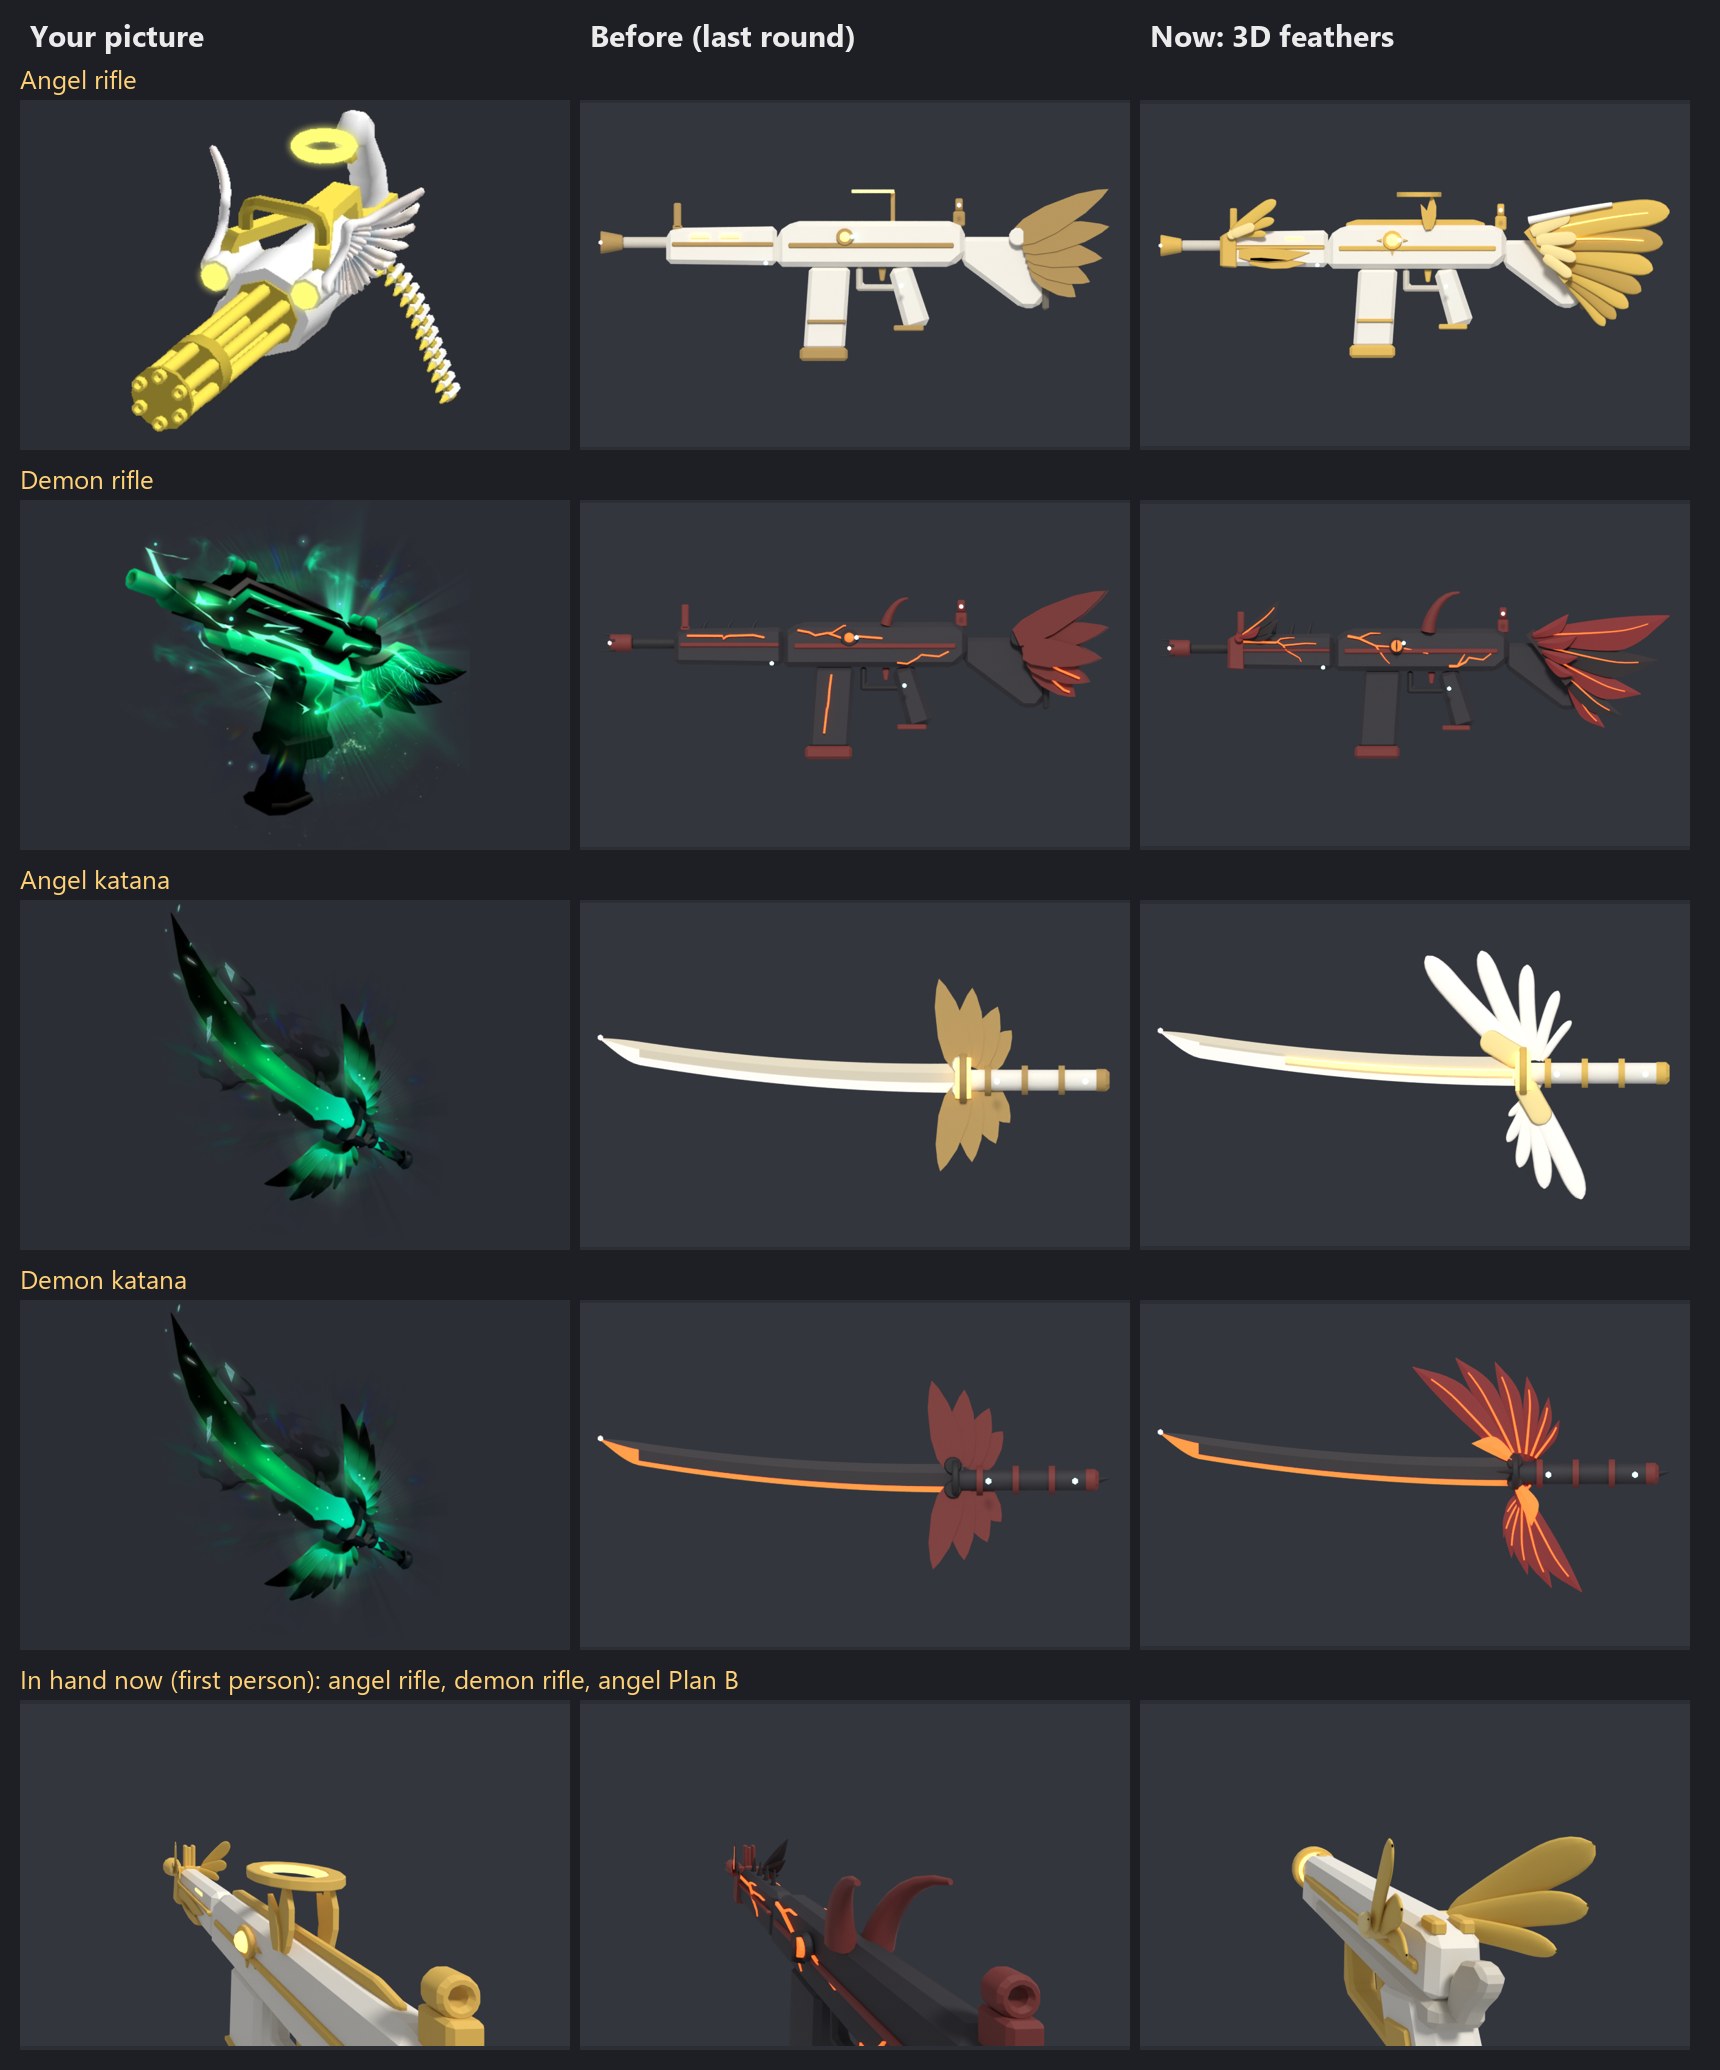 Your picture
Before (last round)
Now: 3D feathers
Angel rifle
Demon rifle
Angel katana
Demon katana
In hand now (first person): angel rifle, demon rifle, angel Plan B